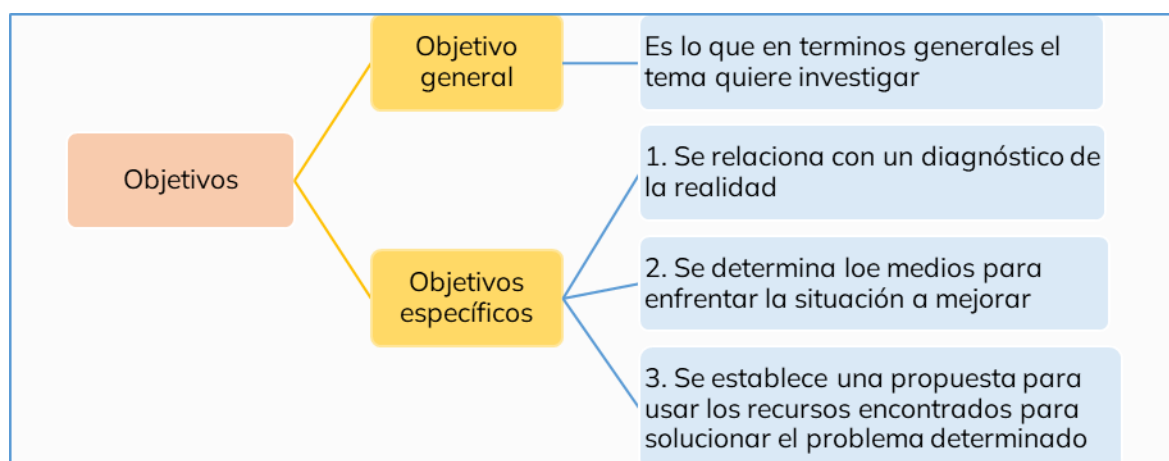 Objetivos
Objetivo
general
Es lo que en terminos generales el
tema quiere investigar
Objetivos
específicos
1. Se relaciona con un diagnóstico de
la realidad
2. Se determina loe medios para
enfrentar la situación a mejorar
3. Se establece una propuesta para
usar los recursos encontrados para
solucionar el problema determinado